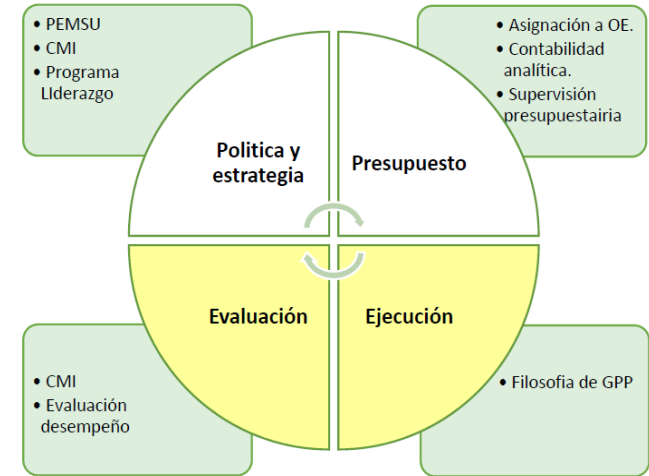 • PEMSU
• CMI
• Programa
LIderazgo
• Asignación a OE.
• Contabilidad
analítica.
• Supervisión
presupuestairia
Politica y
estrategia
Presupuesto
Evaluación
Ejecución
• CMI
• Evaluación
desempeño
• Filosofia de GPP